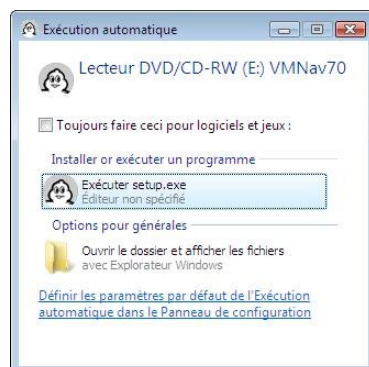 Exécution automatique
Lecteur DVD/CD-RW (E:) VMNav70
Toujours faire ceci pour logiciels et jeux :
Installer or exécuter un programme
Exécuter setup.exe
Éditeur non spécifié
Options pour générales
Ouvrir le dossier et afficher les fichiers
avec Explorateur Windows
Définir les paramètres par défaut de l'Exécution
automatique dans le Panneau de configuration